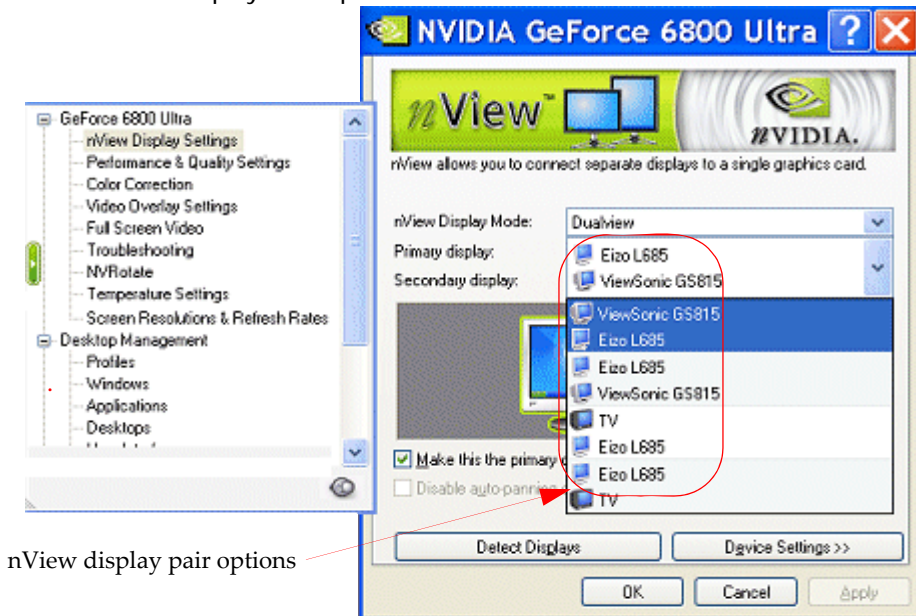 NVIDIA GeForce 6800 Ultra
nView™
NVIDIA.
nView allows you to connect separate displays to a single graphics card.
GeForce 6800 Ultra
nView Display Settings
Performance & Quality Settings
Color Correction
Video Overlay Settings
Full Screen Video
Troubleshooting
NVRotate
Temperature Settings
Screen Resolutions & Refresh Rates
Desktop Management
Profiles
Windows
Applications
Desktops
nView Display Mode:
Dualview
Primary display:
Eizo L685
Secondary display:
ViewSonic GS815
ViewSonic GS815
Eizo L685
Eizo L685
ViewSonic GS815
TV
Eizo L685
Eizo L685
TV
Make this the primary
Disable auto-panning
Detect Displays
Device Settings >>
OK
Cancel
Apply
nView display pair options